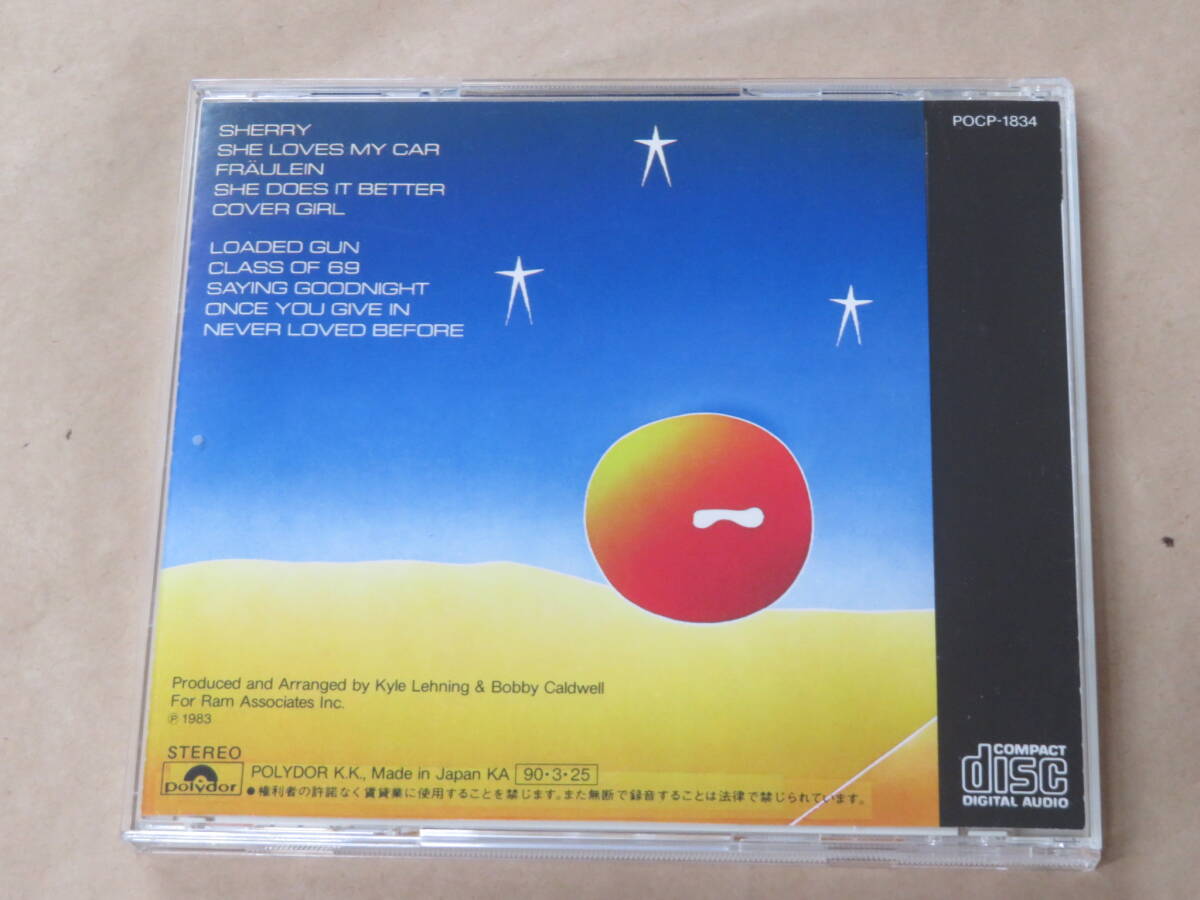 SHERRY
SHE LOVES MY CAR
FRÄULEIN
SHE DOES IT BETTER
COVER GIRL
LOADED GUN
CLASS OF 69
SAYING GOODNIGHT
ONCE YOU GIVE IN
NEVER LOVED BEFORE
POCP-1834
Produced and Arranged by Kyle Lehning & Bobby Caldwell
For Ram Associates Inc.
℗ 1983
STEREO
polydor
POLYDOR K.K., Made in Japan KA 90·3·25
●権利者の許諾なく賃貸業に使用することを禁じます。また無断で録音することは法律で禁じられています。
COMPACT
disc
DIGITAL AUDIO